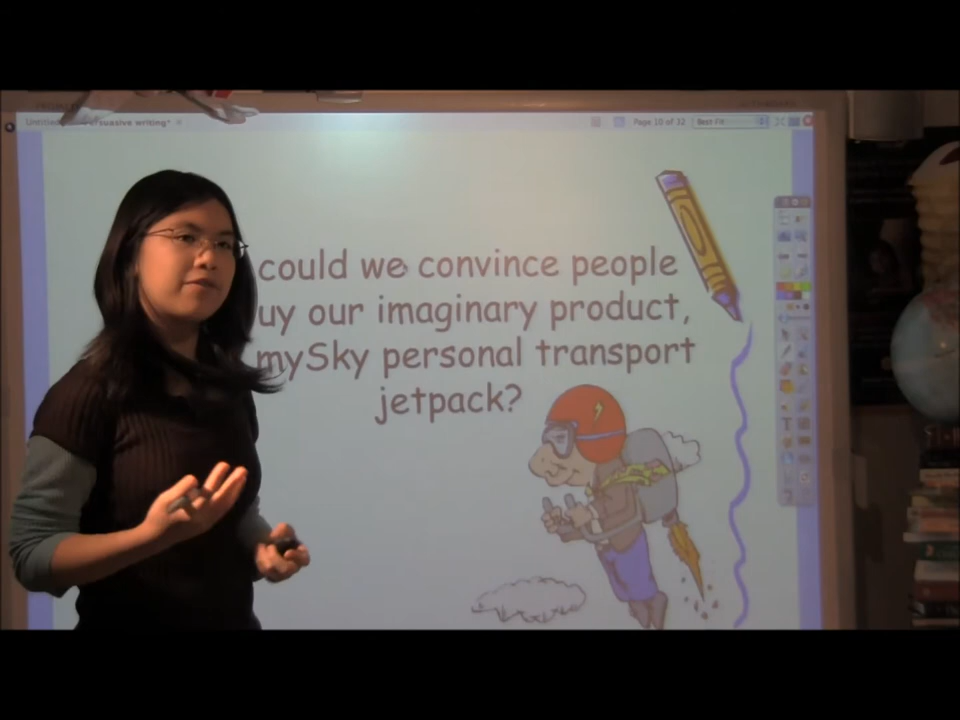 Persuasive writing*
Page 10 of 32 Best Fit
could we convince people
uy our imaginary product,
mySky personal transport
jetpack?